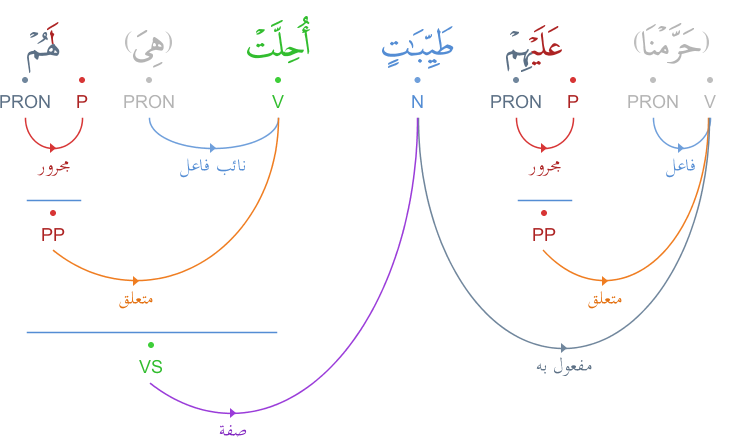 (حَرَّمْنَا) عَلَيْهِمْ طَيِّبَٰتٍ أُحِلَّتْ (هِىَ) لَهُمْ
PRON P PRON V N PRON P PRON V
مجرور نائب فاعل مجرور فاعل
PP PP
متعلق متعلق
VS مفعول به
صفة